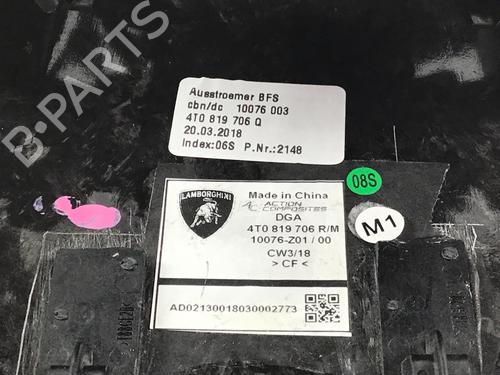 B-PARTS
Ausstroemer BFS
cbn/dc 10076 003
4T0 819 706 Q
20.03.2018
Index:06S P.Nr.:2148
08S
M1
LAMBORGHINI
Made in China
AC ACTION COMPOSITES
DGA
4T0 819 706 R/M
10076-Z01 / 00
CW3/18
> CF <
AD02130018030002773